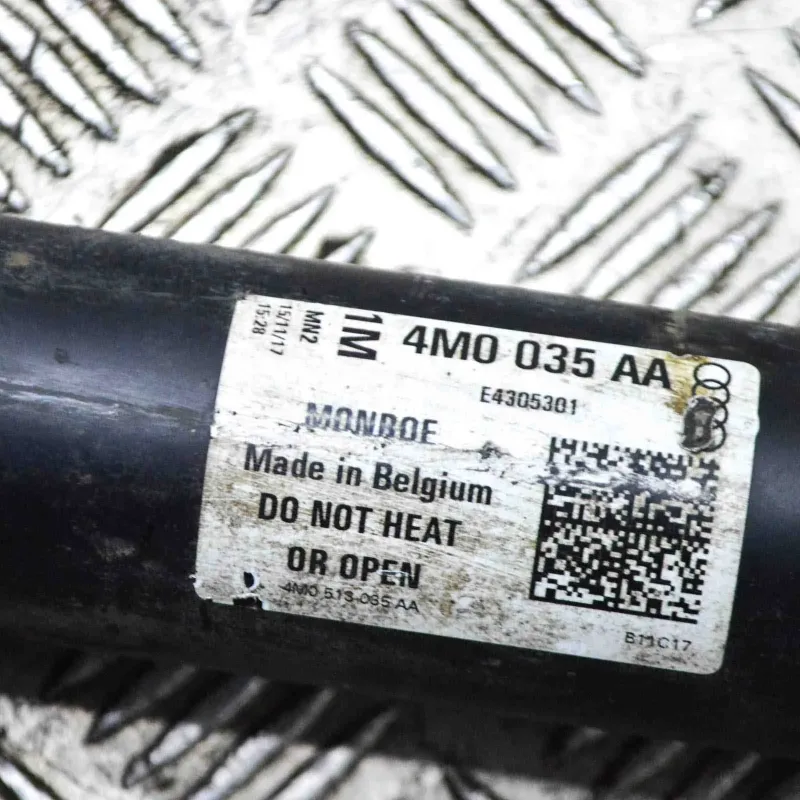 15:28
15/11/17
MN2
1M
4M0 035 AA
E4305301
MONROE
Made in Belgium
DO NOT HEAT
OR OPEN
4M0 513 035 AA
B11C17